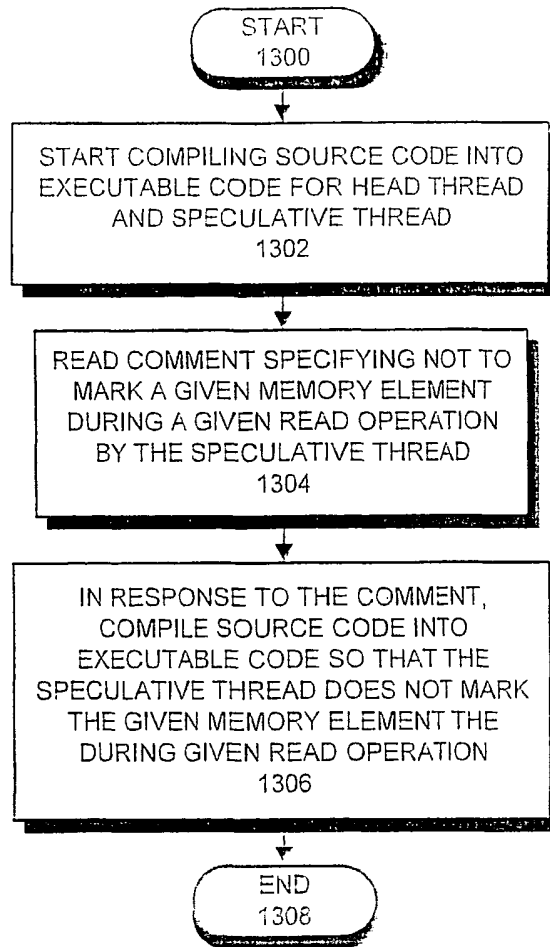 START
1300
START COMPILING SOURCE CODE INTO
EXECUTABLE CODE FOR HEAD THREAD
AND SPECULATIVE THREAD
1302
READ COMMENT SPECIFYING NOT TO
MARK A GIVEN MEMORY ELEMENT
DURING A GIVEN READ OPERATION
BY THE SPECULATIVE THREAD
1304
IN RESPONSE TO THE COMMENT,
COMPILE SOURCE CODE INTO
EXECUTABLE CODE SO THAT THE
SPECULATIVE THREAD DOES NOT MARK
THE GIVEN MEMORY ELEMENT THE
DURING GIVEN READ OPERATION
1306
END
1308